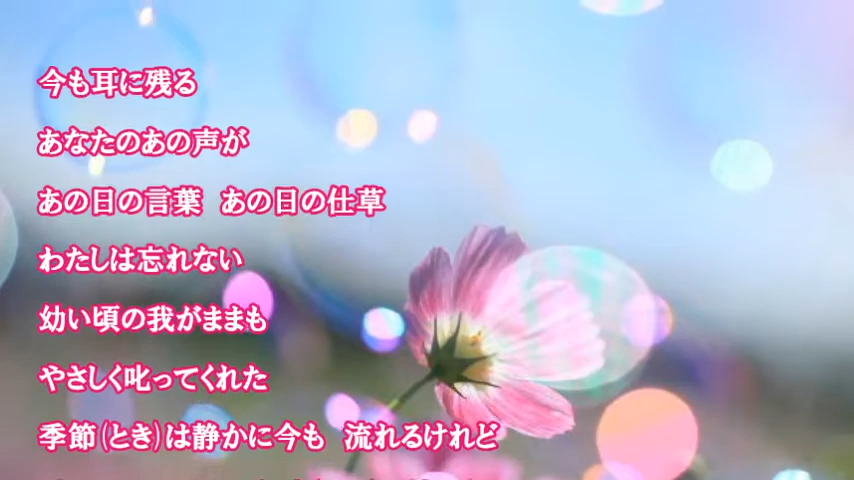 今も耳に残る
あなたのあの声が
あの日の言葉　あの日の仕草
わたしは忘れない
幼い頃の我がままも
やさしく叱ってくれた
季節(とき)は静かに今も　流れるけれど